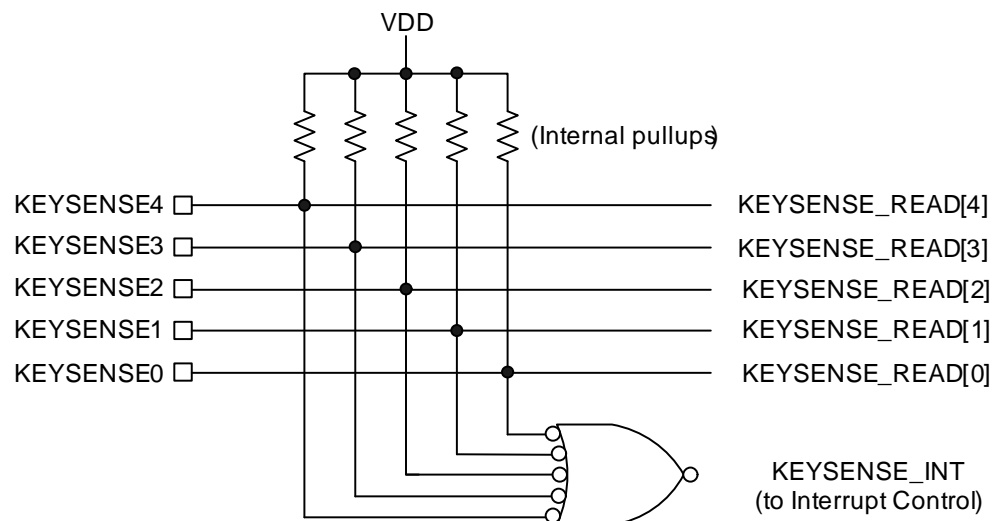 VDD
(Internal pullups)
KEYSENSE4 KEYSENSE_READ[4]
KEYSENSE3 KEYSENSE_READ[3]
KEYSENSE2 KEYSENSE_READ[2]
KEYSENSE1 KEYSENSE_READ[1]
KEYSENSE0 KEYSENSE_READ[0]
KEYSENSE_INT
(to Interrupt Control)